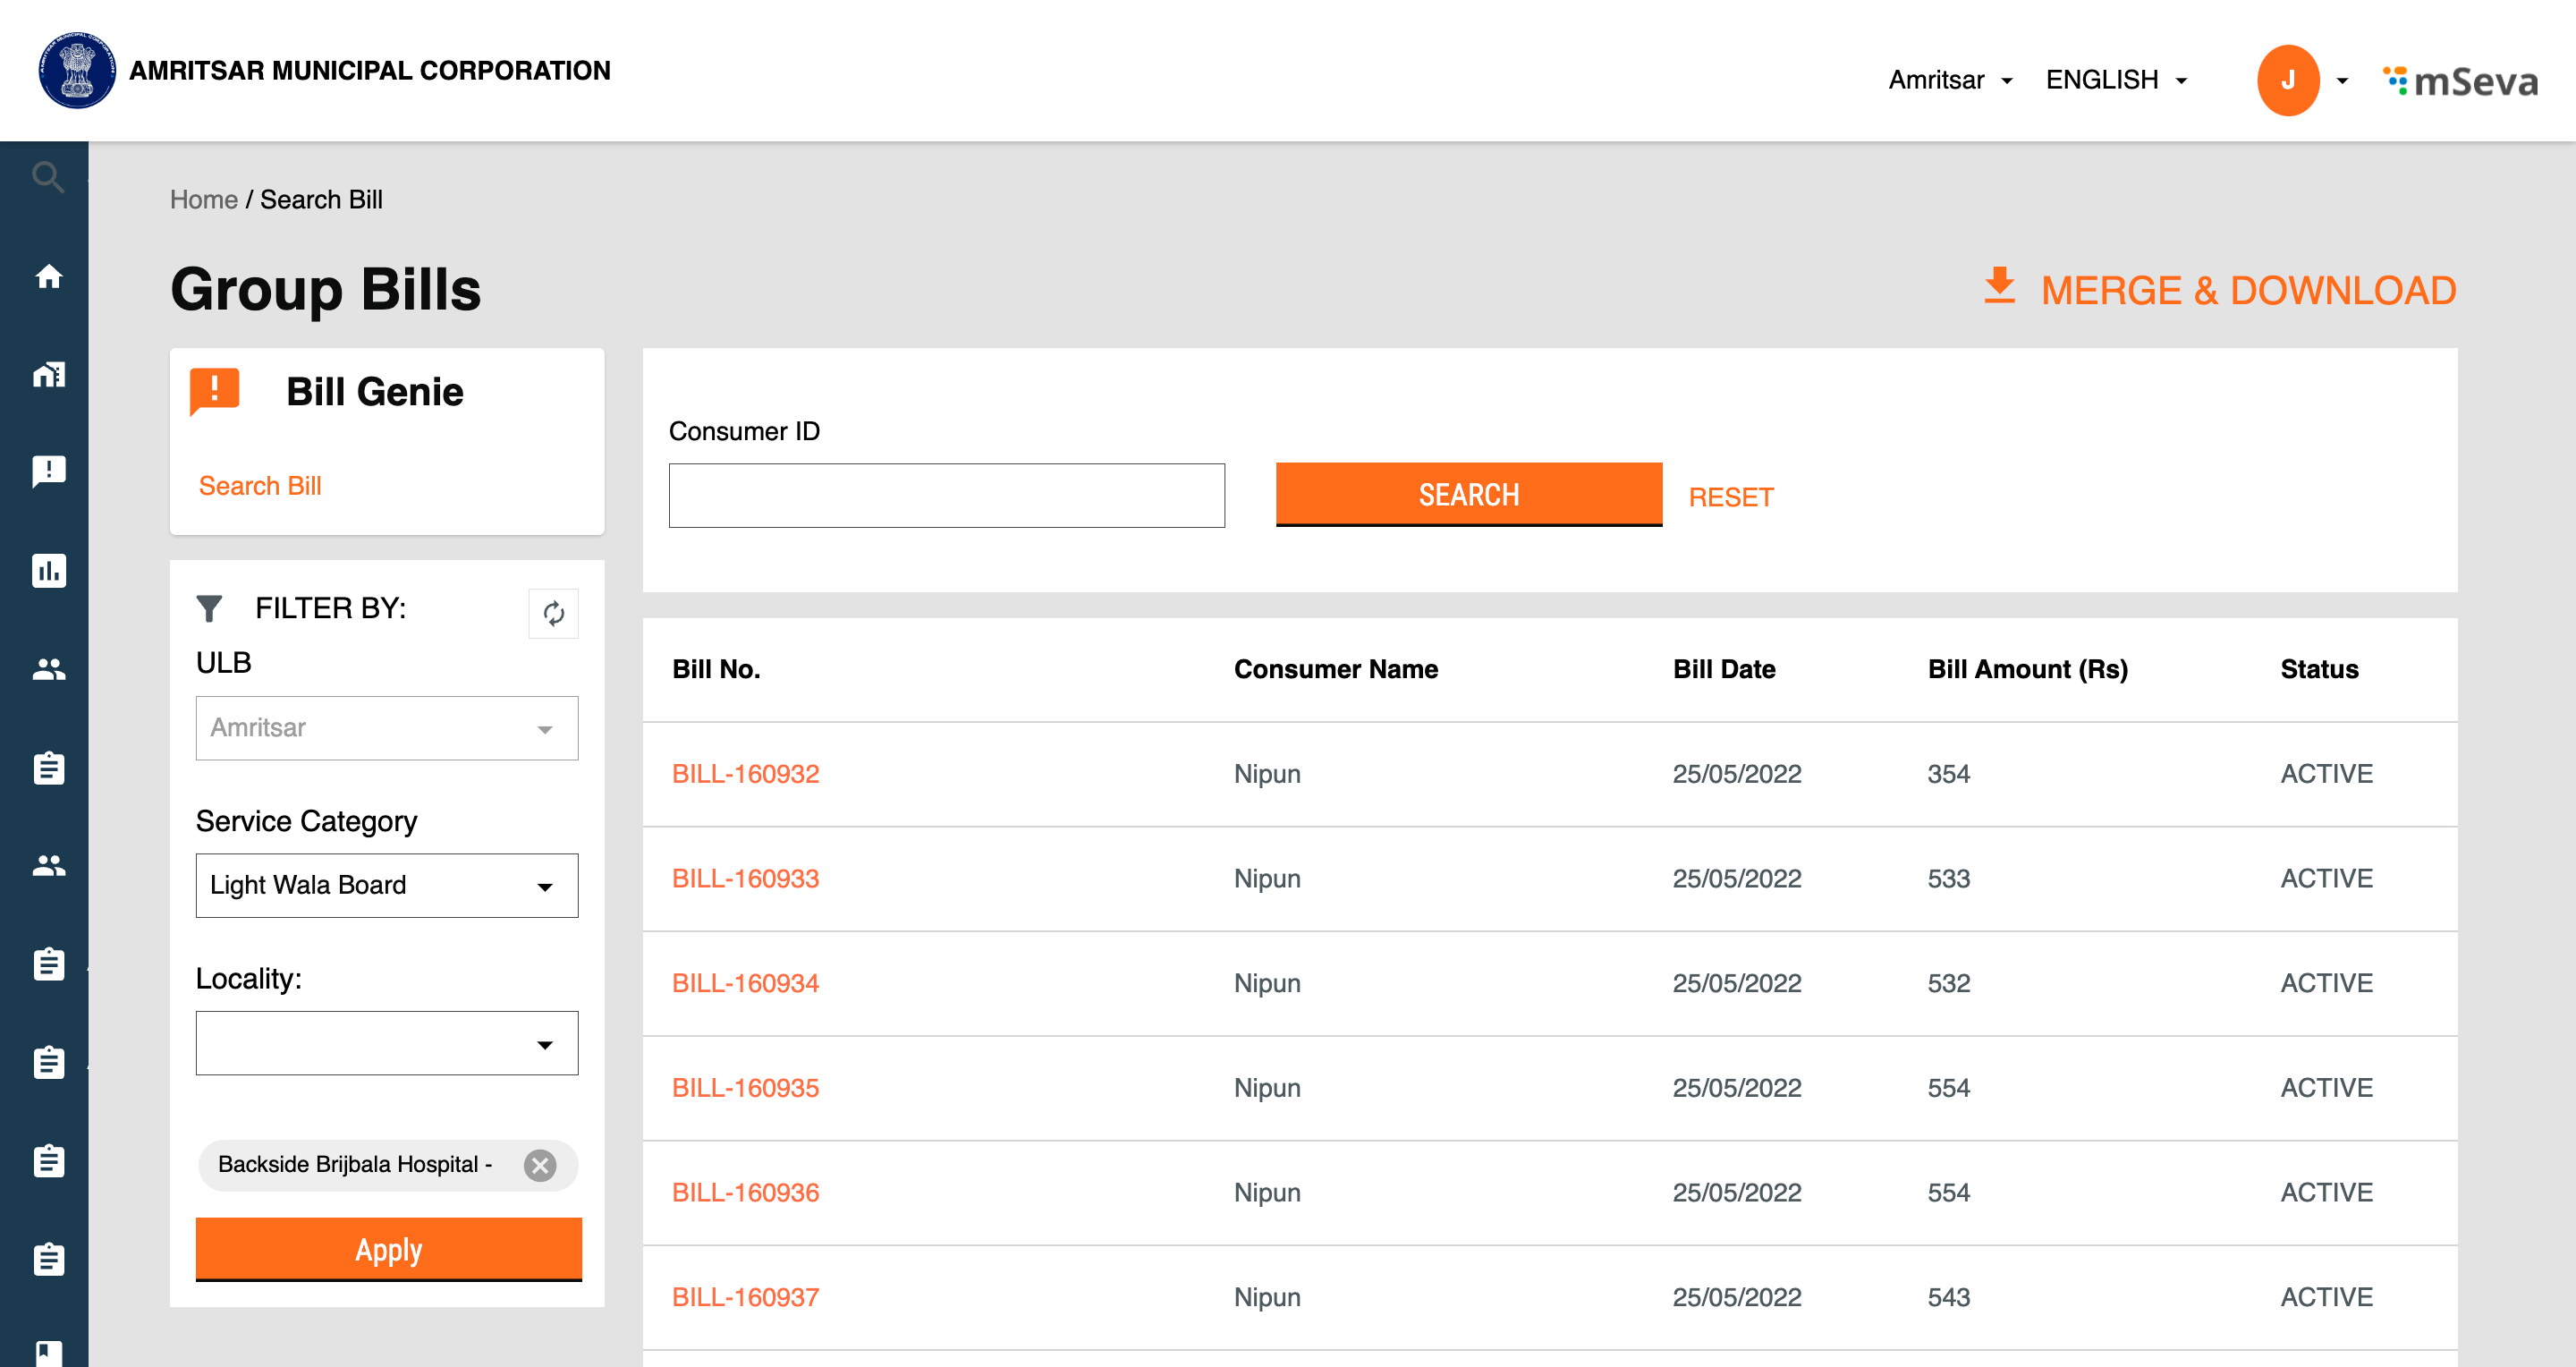 AMRITSAR MUNICIPAL CORPORATION
Amritsar
ENGLISH
J
mSeva
Home / Search Bill
Group Bills
MERGE & DOWNLOAD
Bill Genie
Search Bill
Consumer ID
SEARCH
RESET
FILTER BY:
ULB
Amritsar
Service Category
Light Wala Board
Locality:
Backside Brijbala Hospital -
Apply
Bill No. Consumer Name Bill Date Bill Amount (Rs) Status
BILL-160932 Nipun 25/05/2022 354 ACTIVE
BILL-160933 Nipun 25/05/2022 533 ACTIVE
BILL-160934 Nipun 25/05/2022 532 ACTIVE
BILL-160935 Nipun 25/05/2022 554 ACTIVE
BILL-160936 Nipun 25/05/2022 554 ACTIVE
BILL-160937 Nipun 25/05/2022 543 ACTIVE